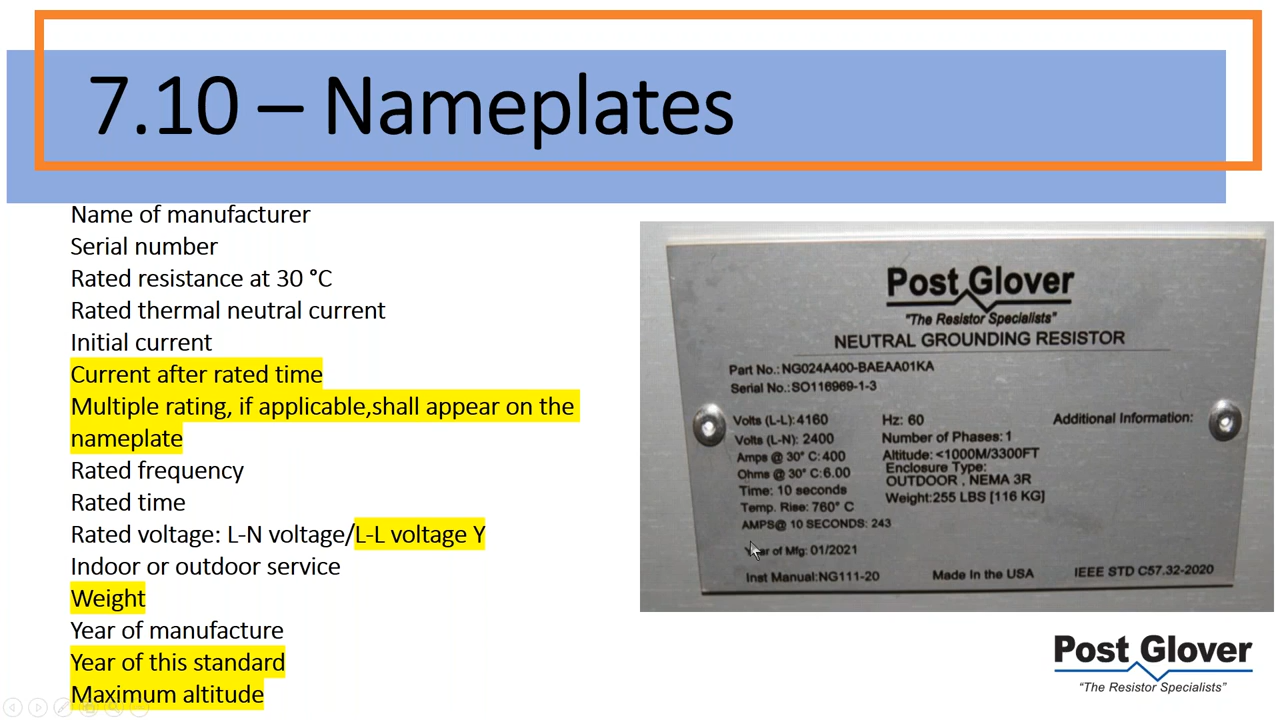 7.10 – Nameplates
Name of manufacturer
Serial number
Rated resistance at 30 °C
Rated thermal neutral current
Initial current
Current after rated time
Multiple rating, if applicable,shall appear on the
nameplate
Rated frequency
Rated time
Rated voltage: L-N voltage/L-L voltage Y
Indoor or outdoor service
Weight
Year of manufacture
Year of this standard
Maximum altitude
Post Glover
"The Resistor Specialists"
NEUTRAL GROUNDING RESISTOR
Part No.: NG024A400-BAEAA01KA
Serial No.: SO116969-1-3
Volts (L-L): 4160
Volts (L-N): 2400
Amps @ 30° C: 400
Ohms @ 30° C: 6.00
Time: 10 seconds
Temp. Rise: 760° C
AMPS@ 10 SECONDS: 243
Year of Mfg: 01/2021
Inst Manual: NG111-20
Hz: 60
Number of Phases: 1
Altitude: <1000M/3300FT
Enclosure Type:
OUTDOOR , NEMA 3R
Weight: 255 LBS [116 KG]
Made In the USA
Additional Information:
IEEE STD C57.32-2020
Post Glover
“The Resistor Specialists”